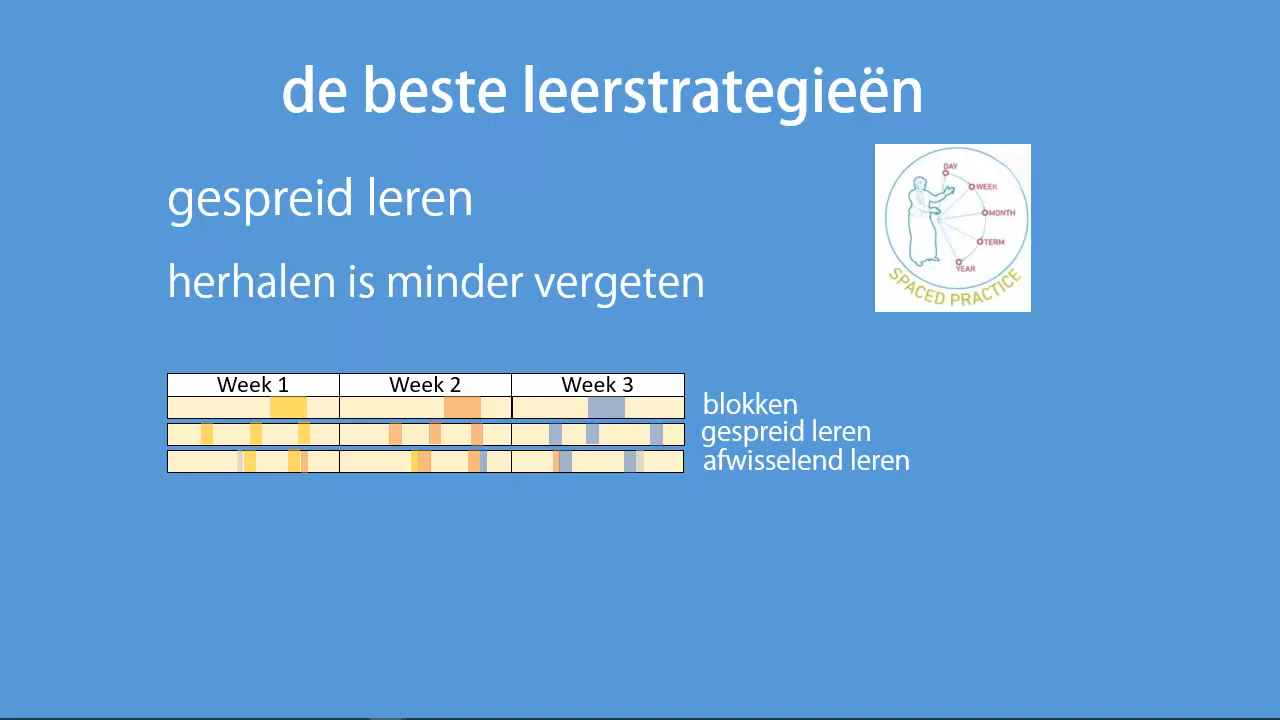 de beste leerstrategieën
gespreid leren
herhalen is minder vergeten
DAY
WEEK
MONTH
TERM
YEAR
SPACED PRACTICE
Week 1 Week 2 Week 3
blokken
gespreid leren
afwisselend leren